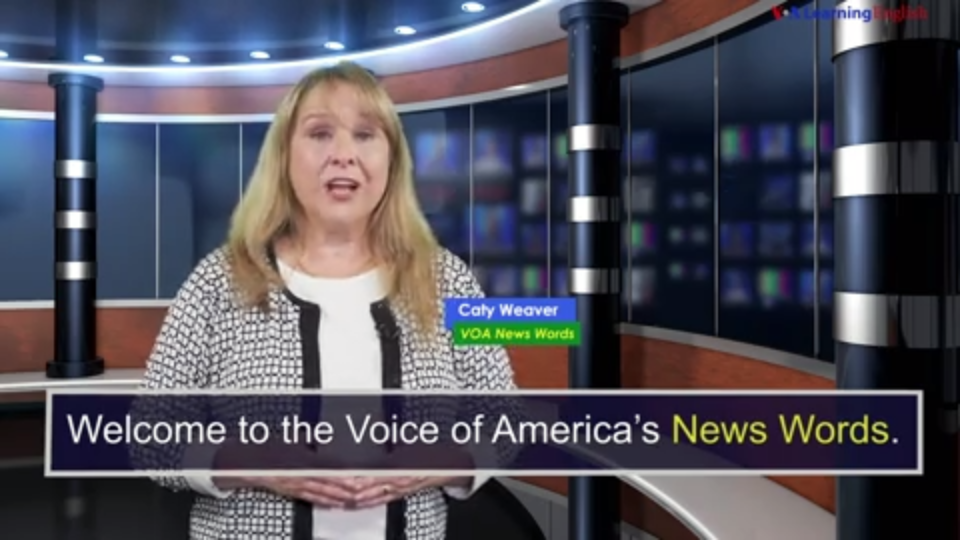 VOA Learning English
Caty Weaver
VOA News Words
Welcome to the Voice of America's News Words.